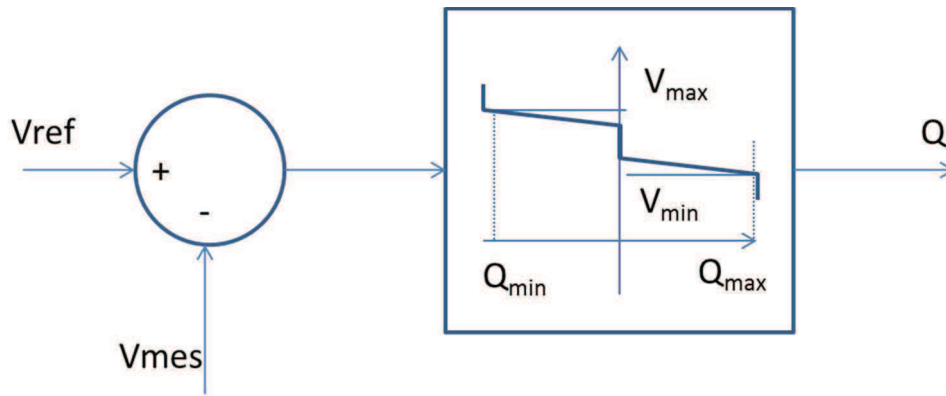 Vref
+
-
Vmes
Vmax
Vmin
Qmin
Qmax
Q